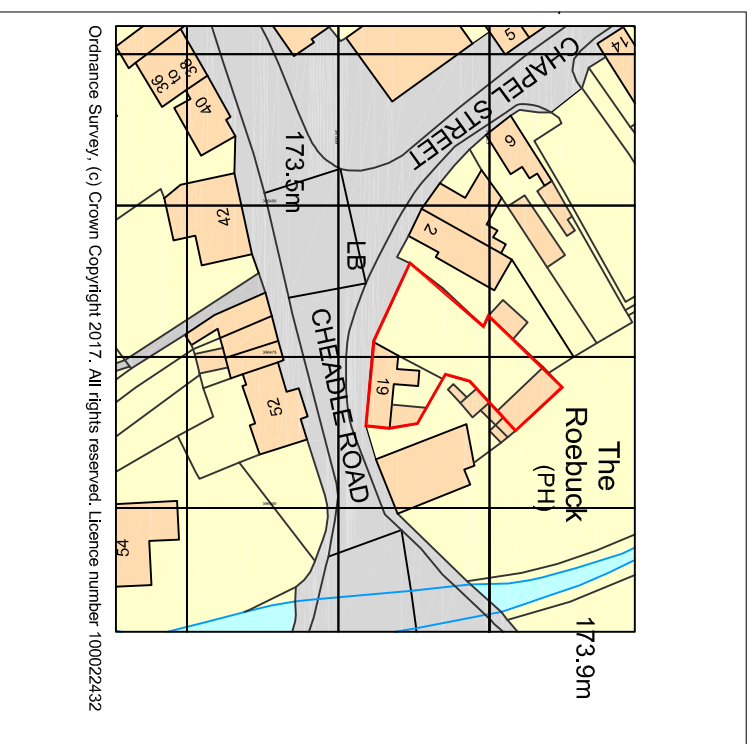 CHAPEL STREET
5
14
36
to
38
40
6
173.5m
42
2
LB
CHEADLE ROAD
19
52
The
Roebuck
(PH)
54
173.9m
Ordnance Survey, (c) Crown Copyright 2017. All rights reserved. Licence number 100022432